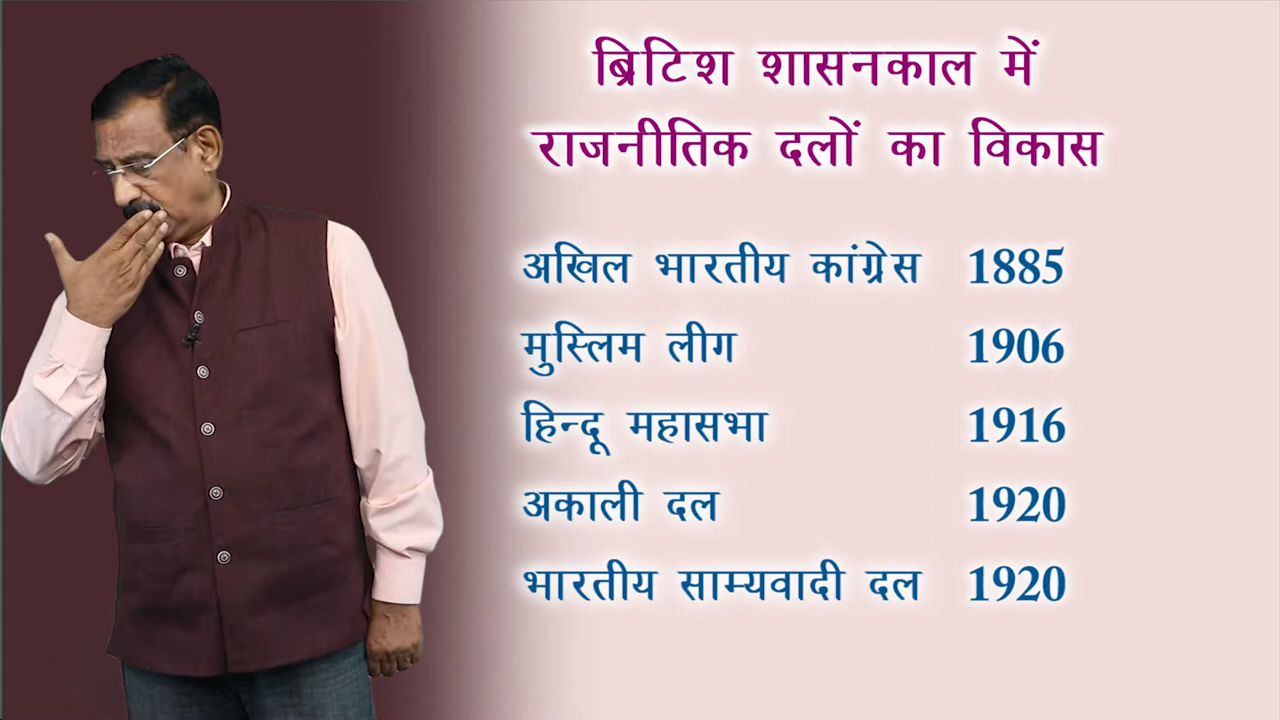 ब्रिटिश शासनकाल में
राजनीतिक दलों का विकास
अखिल भारतीय कांग्रेस 1885
मुस्लिम लीग 1906
हिन्दू महासभा 1916
अकाली दल 1920
भारतीय साम्यवादी दल 1920